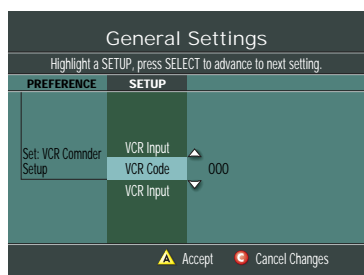 General Settings
Highlight a SETUP, press SELECT to advance to next setting.
PREFERENCE SETUP
VCR Input
Set: VCR Comnder
Setup
VCR Code 000
VCR Input
A Accept C Cancel Changes